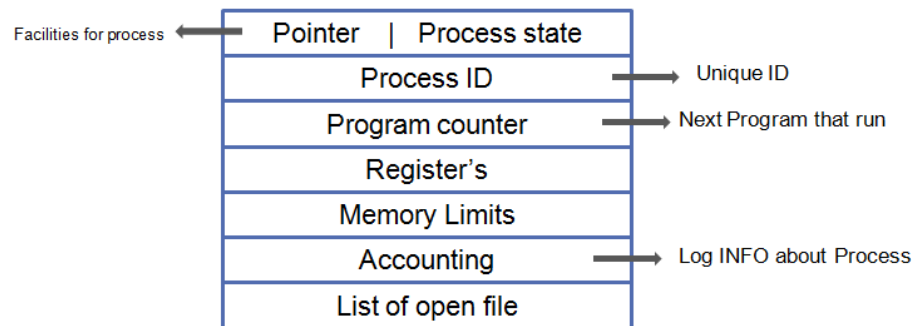 Facilities for process
Pointer | Process state
Process ID
Unique ID
Program counter
Next Program that run
Register's
Memory Limits
Accounting
Log INFO about Process
List of open file